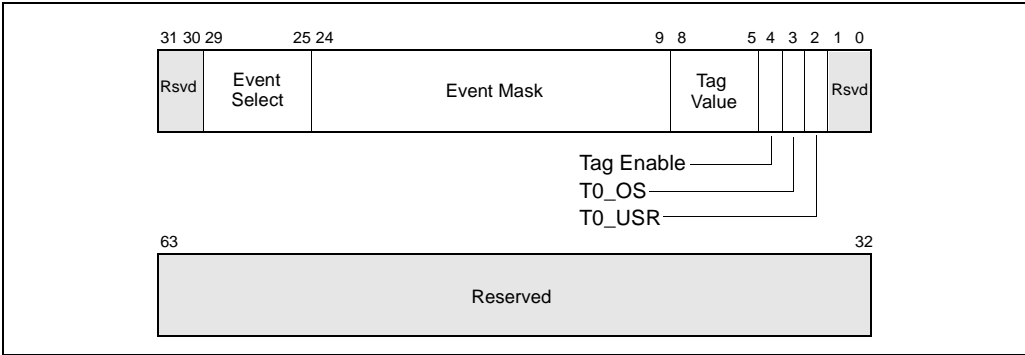 31 30 29 25 24 9 8 5 4 3 2 1 0
Rsvd Event Select Event Mask Tag Value Rsvd
Tag Enable
T0_OS
T0_USR
63 32
Reserved